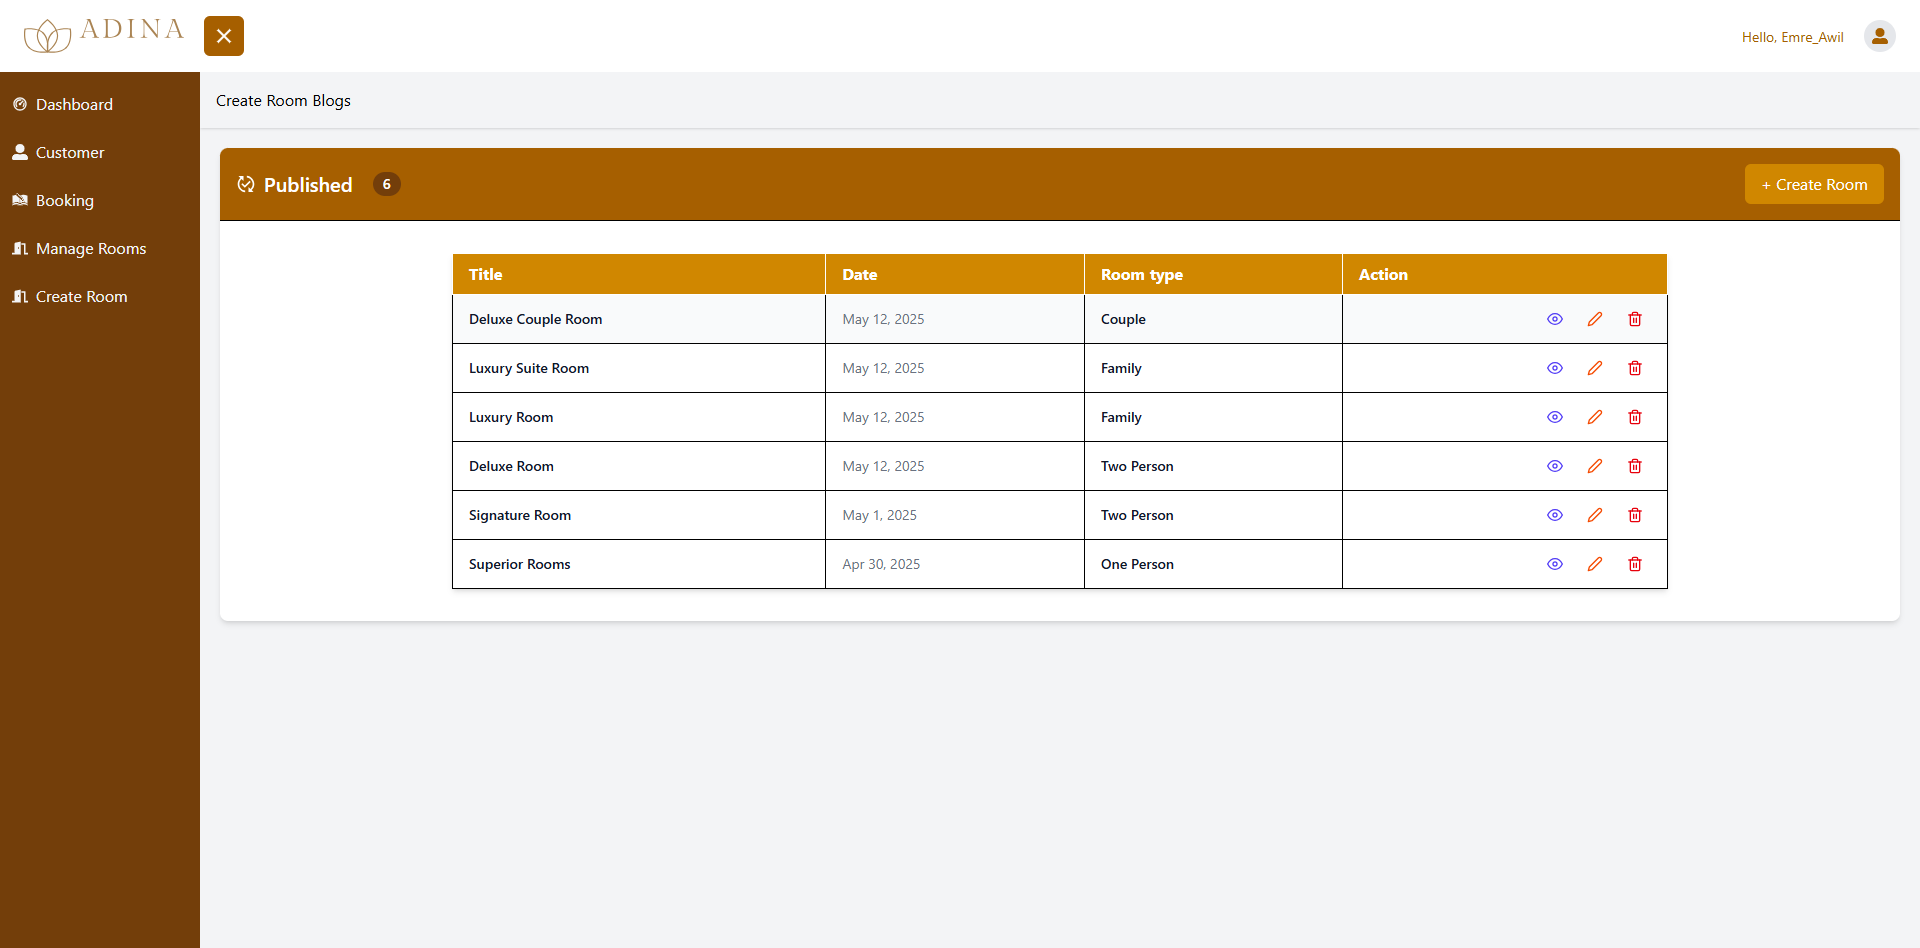 ADINA
Hello, Emre_Awil
Dashboard
Customer
Booking
Manage Rooms
Create Room
Create Room Blogs
Published 6
+ Create Room
Title Date Room type Action
Deluxe Couple Room May 12, 2025 Couple
Luxury Suite Room May 12, 2025 Family
Luxury Room May 12, 2025 Family
Deluxe Room May 12, 2025 Two Person
Signature Room May 1, 2025 Two Person
Superior Rooms Apr 30, 2025 One Person